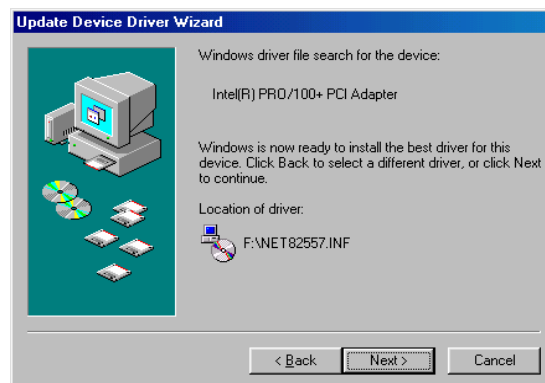 Update Device Driver Wizard
Windows driver file search for the device:
Intel(R) PRO/100+ PCI Adapter
Windows is now ready to install the best driver for this
device. Click Back to select a different driver, or click Next
to continue.
Location of driver:
F:\NET82557.INF
< Back
Next >
Cancel